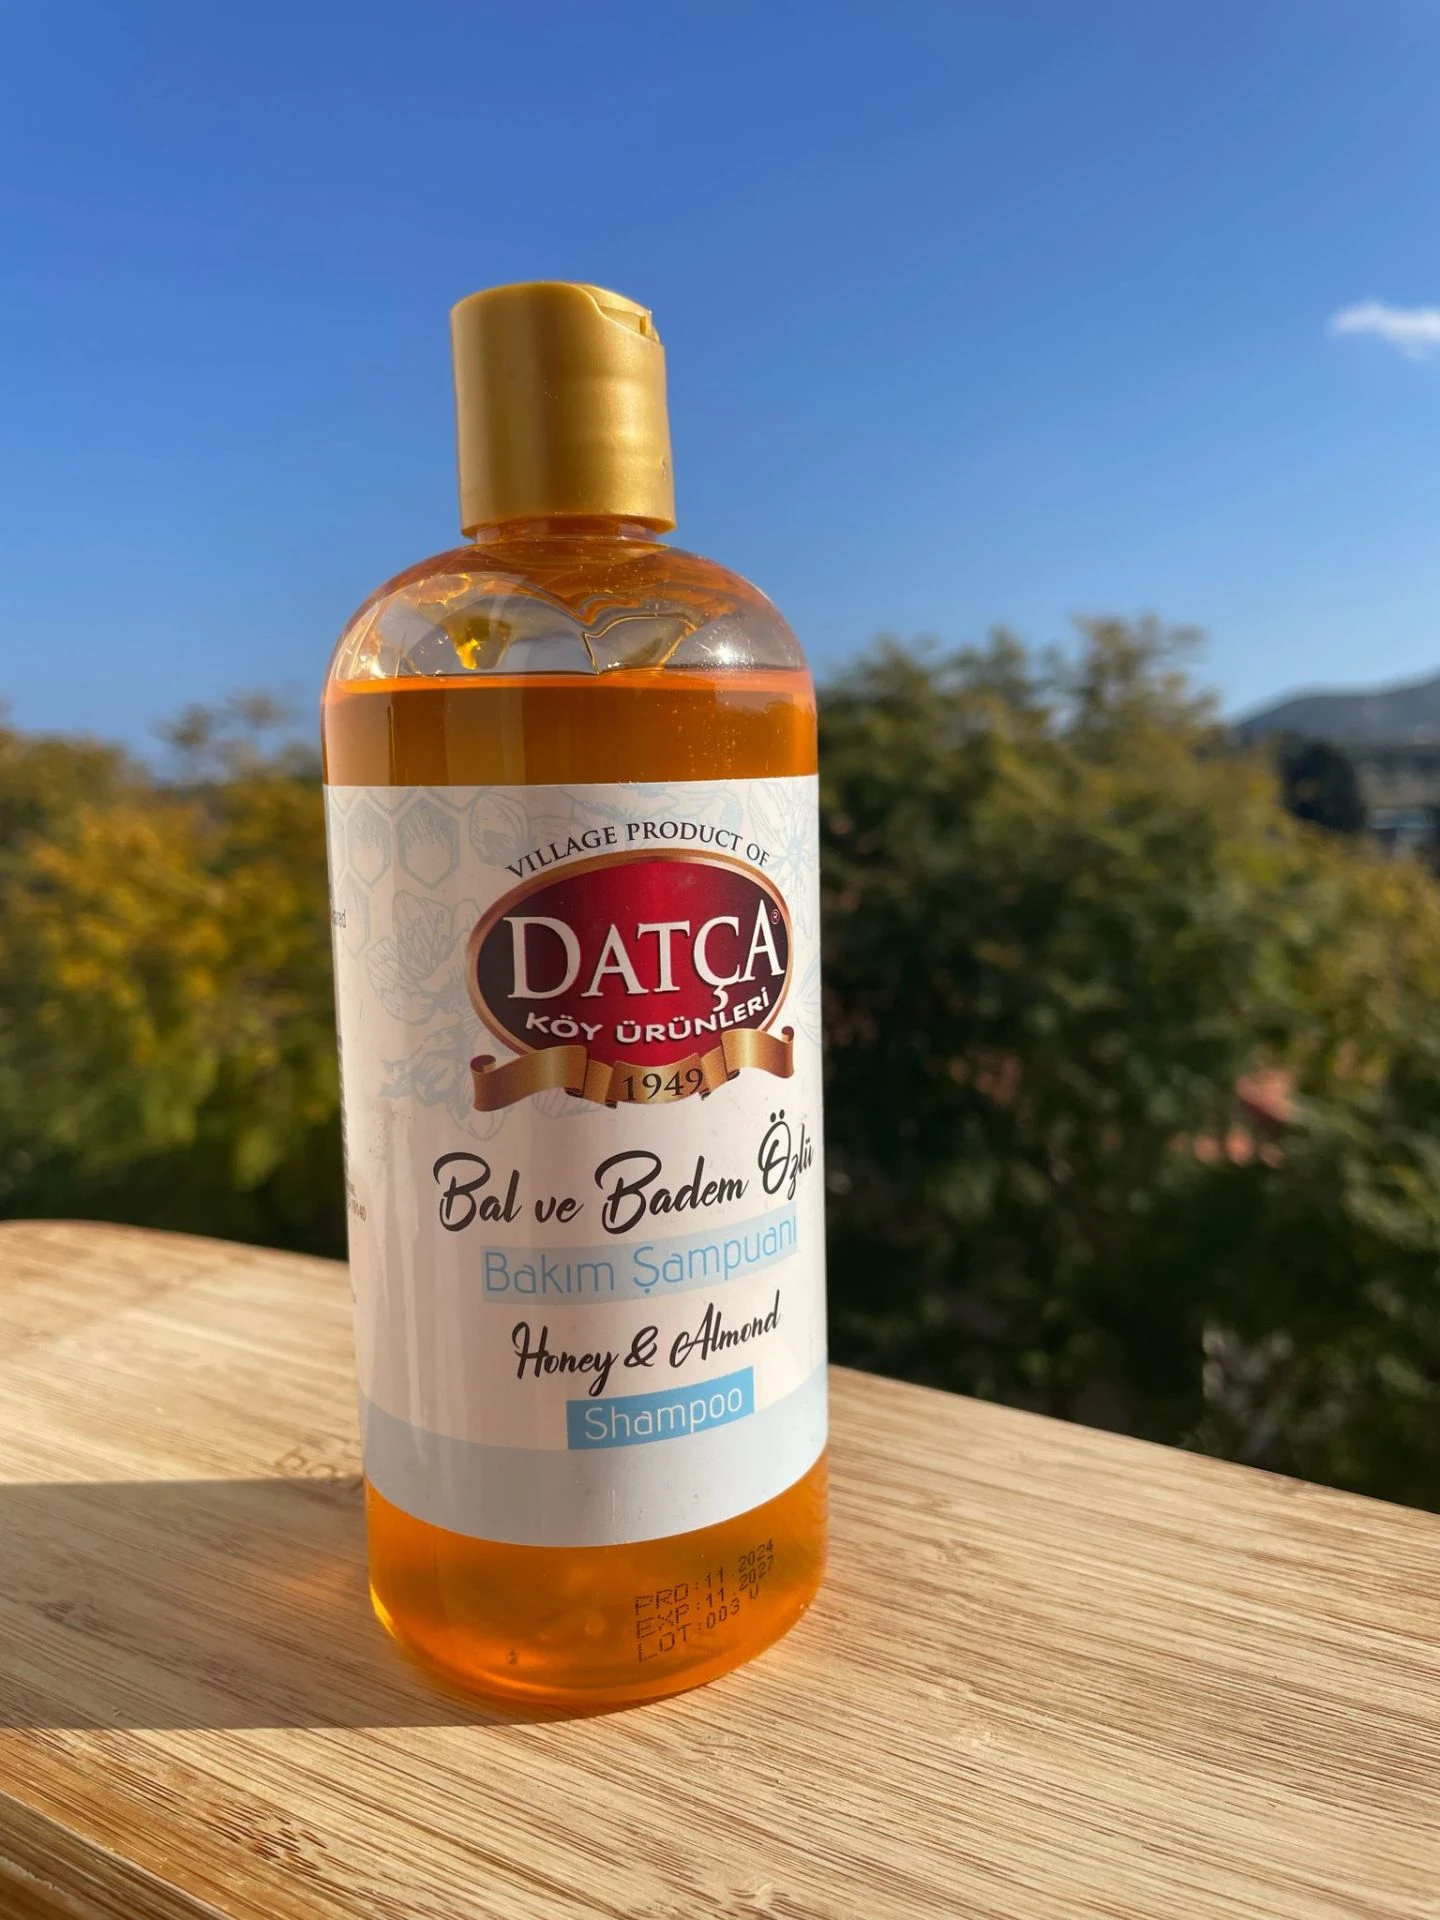 VILLAGE PRODUCT OF
DATÇA®
KÖY ÜRÜNLERİ
1949
Bal ve Badem Özlü
Bakım Şampuanı
Honey & Almond
Shampoo
PRD:11.2024
EXP:11.2027
LOT:003 V